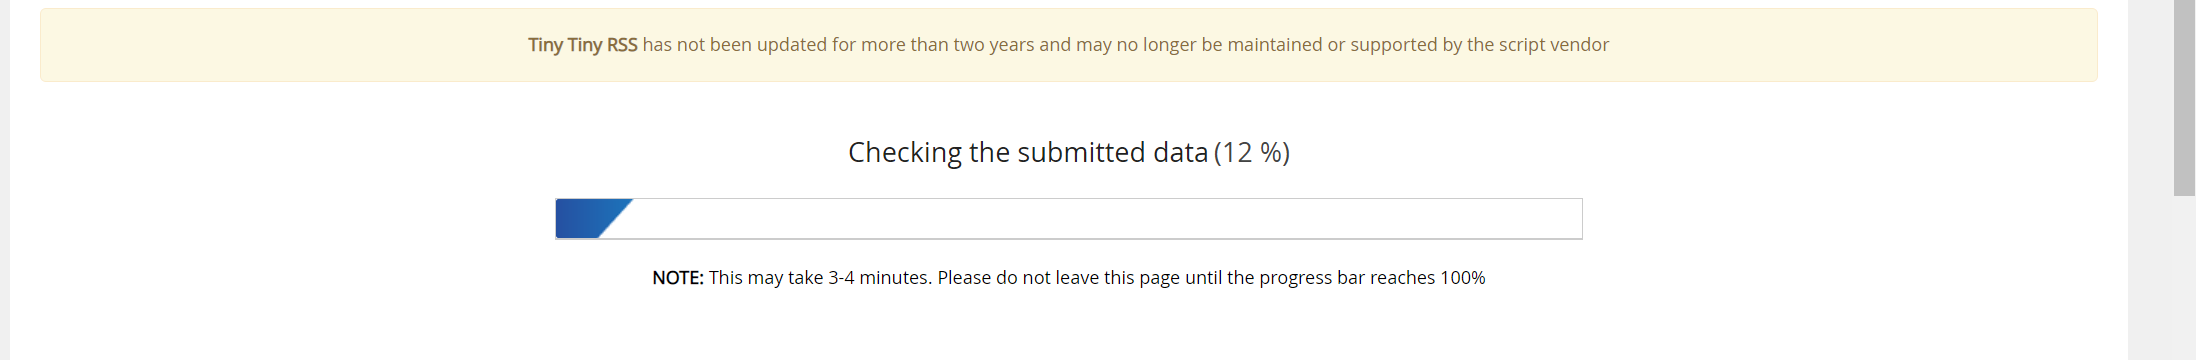 Tiny Tiny RSS has not been updated for more than two years and may no longer be maintained or supported by the script vendor
Checking the submitted data (12 %)
NOTE: This may take 3-4 minutes. Please do not leave this page until the progress bar reaches 100%